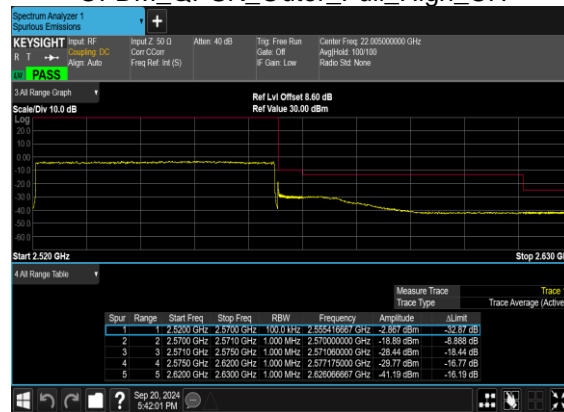 Spectrum Analyzer 1
Spurious Emissions
KEYSIGHT Input: RF Input Z: 50 Ω Atten: 40 dB Trig: Free Run Center Freq: 22.005000000 GHz
R T Coupling: DC Corr CCorr Gate: Off Avg|Hold: 100/100
Align: Auto Freq Ref: Int (S) IF Gain: Low Radio Std: None
PASS
3 All Range Graph
Ref Lvl Offset 8.60 dB
Scale/Div 10.0 dB Ref Value 30.00 dBm
Log
20.0
10.0
0.00
-10.0
-20.0
-30.0
-40.0
-50.0
-60.0
Start 2.520 GHz Stop 2.630 G
4 All Range Table
Measure Trace Trace
Trace Type Trace Average (Active
Spur Range Start Freq Stop Freq RBW Frequency Amplitude ΔLimit
1 1 2.5200 GHz 2.5700 GHz 100.0 kHz 2.555416667 GHz -2.867 dBm -32.87 dB
2 2 2.5700 GHz 2.5710 GHz 1.000 MHz 2.570000000 GHz -18.89 dBm -8.888 dB
3 3 2.5710 GHz 2.5750 GHz 1.000 MHz 2.571060000 GHz -28.44 dBm -18.44 dB
4 4 2.5750 GHz 2.6200 GHz 1.000 MHz 2.577175000 GHz -29.77 dBm -16.77 dB
5 5 2.6200 GHz 2.6300 GHz 1.000 MHz 2.626066667 GHz -41.19 dBm -16.19 dB
Sep 20, 2024
5:42:01 PM